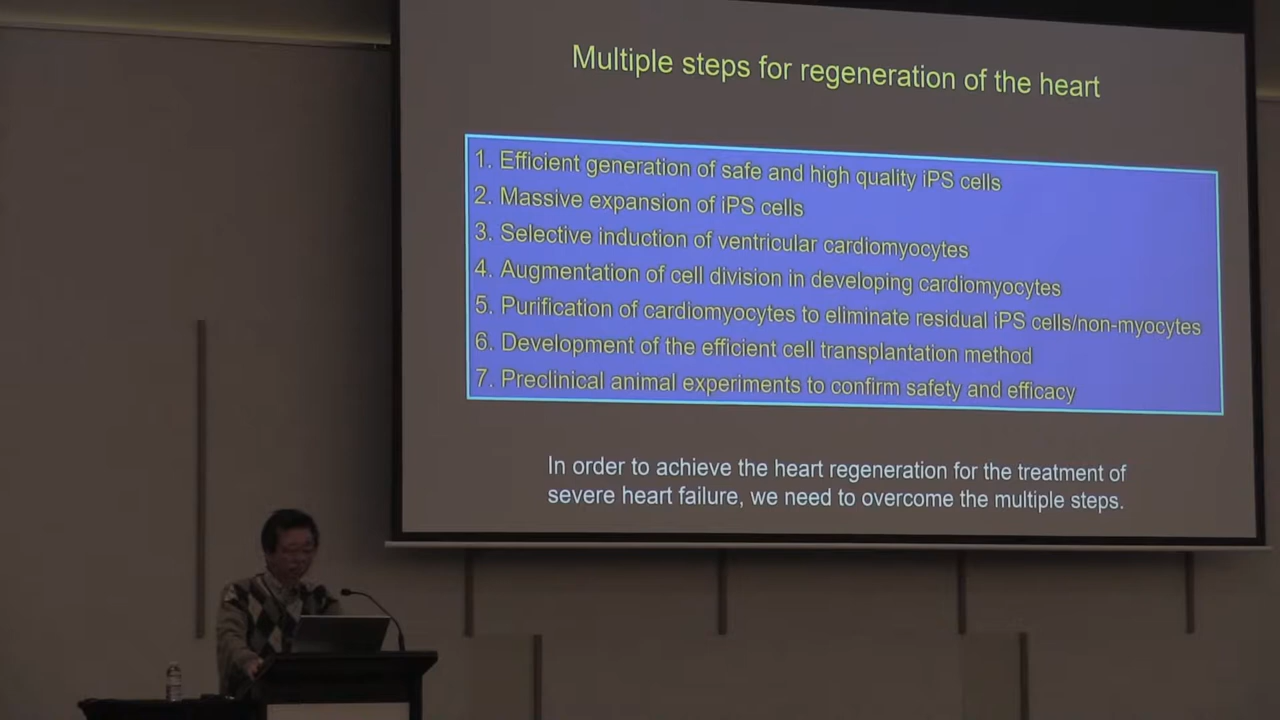 Multiple steps for regeneration of the heart
1. Efficient generation of safe and high quality iPS cells
2. Massive expansion of iPS cells
3. Selective induction of ventricular cardiomyocytes
4. Augmentation of cell division in developing cardiomyocytes
5. Purification of cardiomyocytes to eliminate residual iPS cells/non-myocytes
6. Development of the efficient cell transplantation method
7. Preclinical animal experiments to confirm safety and efficacy
In order to achieve the heart regeneration for the treatment of
severe heart failure, we need to overcome the multiple steps.